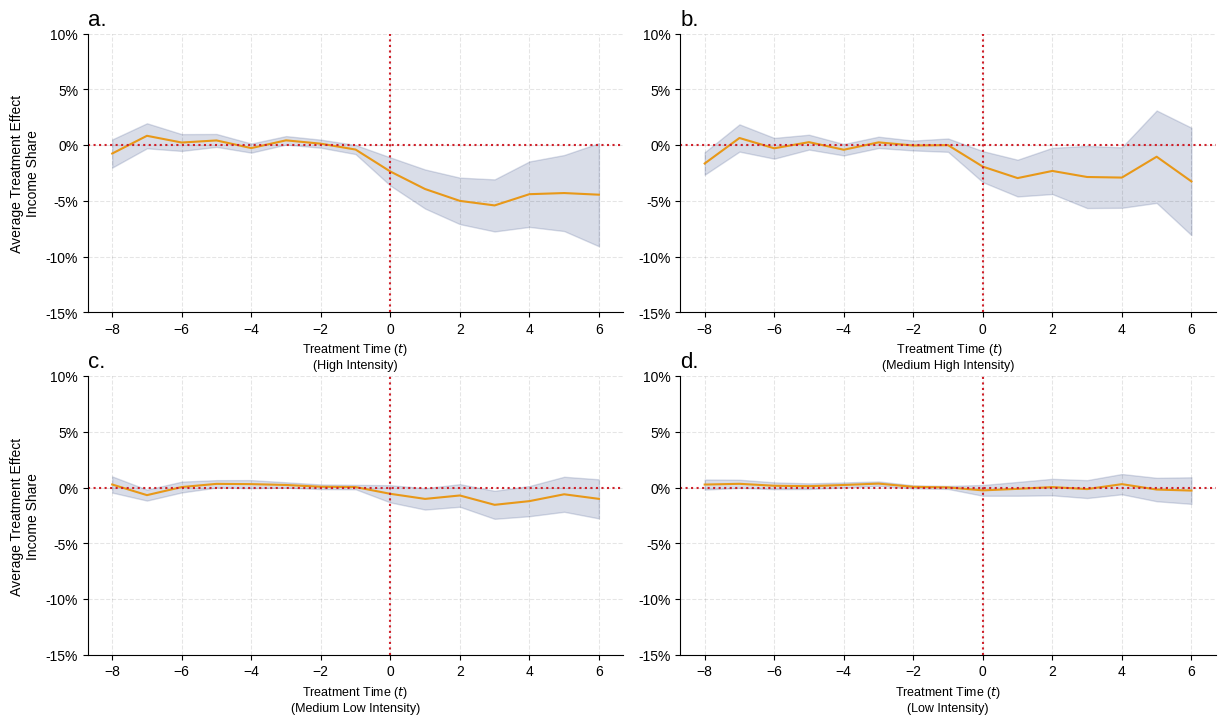 a.
10%
5%
0%
-5%
-10%
-15%
Average Treatment Effect
Income Share
−8 −6 −4 −2 0 2 4 6
Treatment Time (t)
(High Intensity)
b.
10%
5%
0%
-5%
-10%
-15%
−8 −6 −4 −2 0 2 4 6
Treatment Time (t)
(Medium High Intensity)
c.
10%
5%
0%
-5%
-10%
-15%
Average Treatment Effect
Income Share
−8 −6 −4 −2 0 2 4 6
Treatment Time (t)
(Medium Low Intensity)
d.
10%
5%
0%
-5%
-10%
-15%
−8 −6 −4 −2 0 2 4 6
Treatment Time (t)
(Low Intensity)